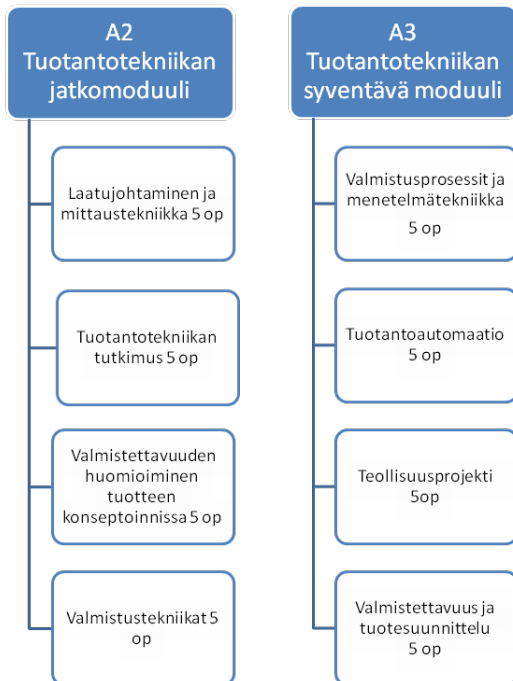 A2
Tuotantotekniikan
jatkomoduuli
Laatujohtaminen ja
mittaustekniikka 5 op
Tuotantotekniikan
tutkimus 5 op
Valmistettavuuden
huomioiminen
tuotteen
konseptoinnissa 5 op
Valmistustekniikat 5
op
A3
Tuotantotekniikan
syventävä moduuli
Valmistusprosessit ja
menetelmätekniikka
5 op
Tuotantoautomaatio
5 op
Teollisuusprojekti
5op
Valmistettavuus ja
tuotesuunnittelu
5 op